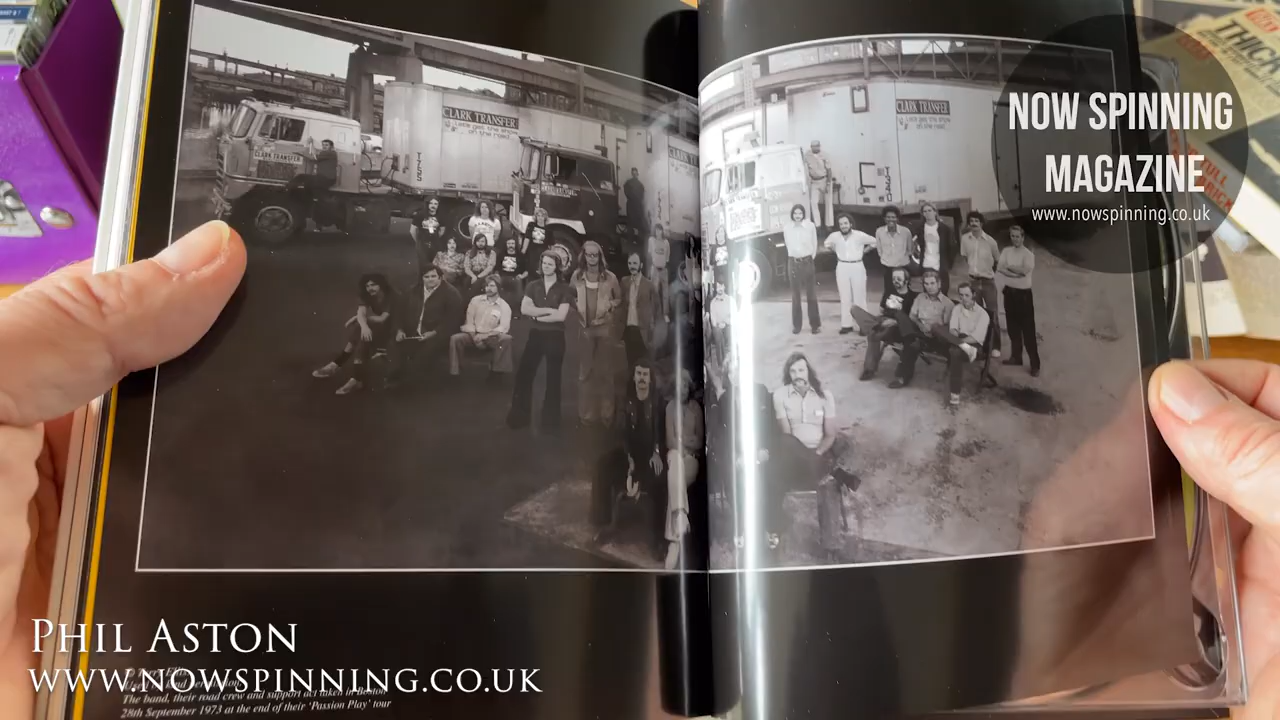 CLARK TRANSFER
CLARK TRANSFER
CLARK TRANSFER
NOW SPINNING
MAGAZINE
www.nowspinning.co.uk
THICK
PHIL ASTON
www.nowspinning.co.uk
The band, their road crew and support act taken in Boston
28th September 1973 at the end of their 'Passion Play' tour